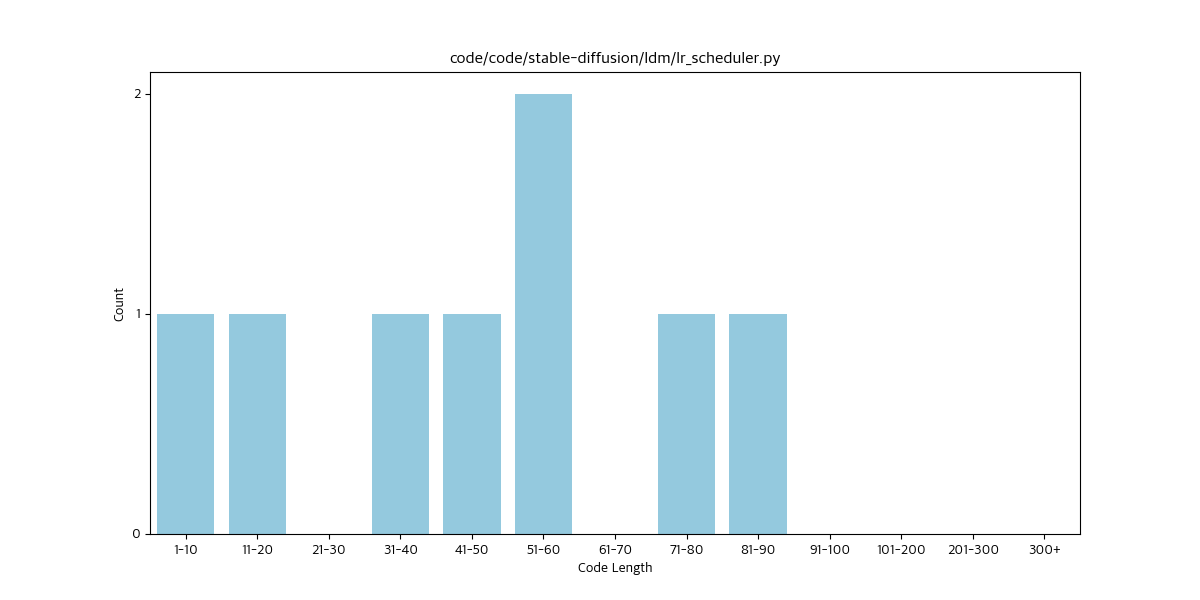 code/code/stable-diffusion/ldm/lr_scheduler.py
2
1
0
Count
1-10 11-20 21-30 31-40 41-50 51-60 61-70 71-80 81-90 91-100 101-200 201-300 300+
Code Length